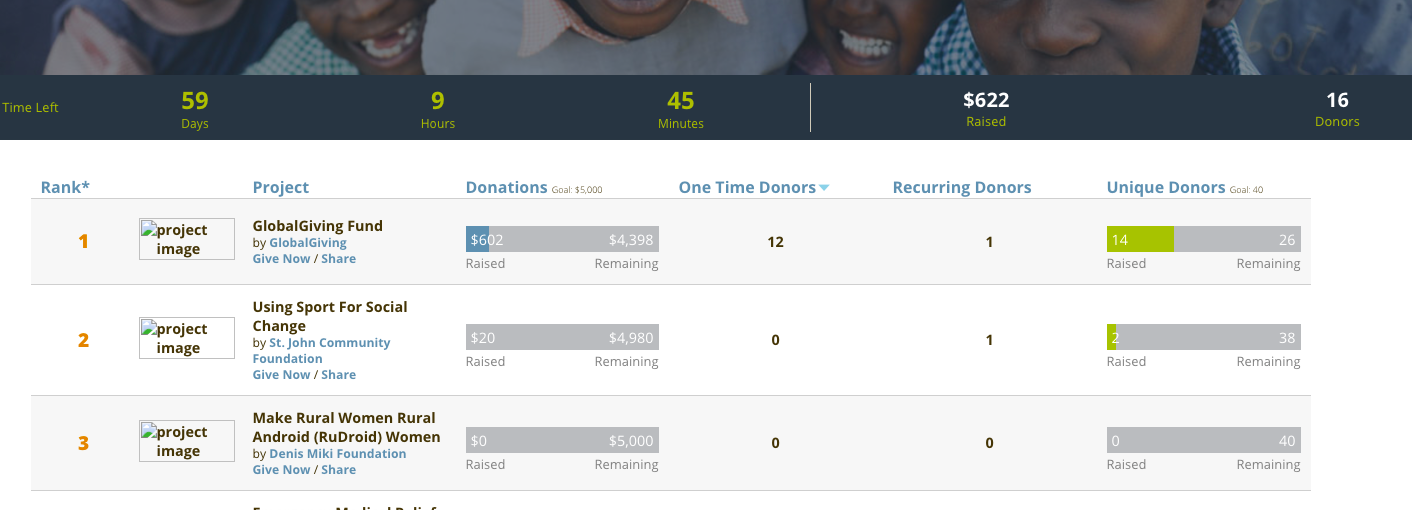 Time Left
59
Days
9
Hours
45
Minutes
$622
Raised
16
Donors
Rank*
Project
Donations Goal: $5,000
One Time Donors
Recurring Donors
Unique Donors Goal: 40
1
project
image
GlobalGiving Fund
by GlobalGiving
Give Now / Share
$602 $4,398
Raised Remaining
12
1
14 26
Raised Remaining
2
project
image
Using Sport For Social
Change
by St. John Community
Foundation
Give Now / Share
$20 $4,980
Raised Remaining
0
1
2 38
Raised Remaining
3
project
image
Make Rural Women Rural
Android (RuDroid) Women
by Denis Miki Foundation
Give Now / Share
$0 $5,000
Raised Remaining
0
0
0 40
Raised Remaining